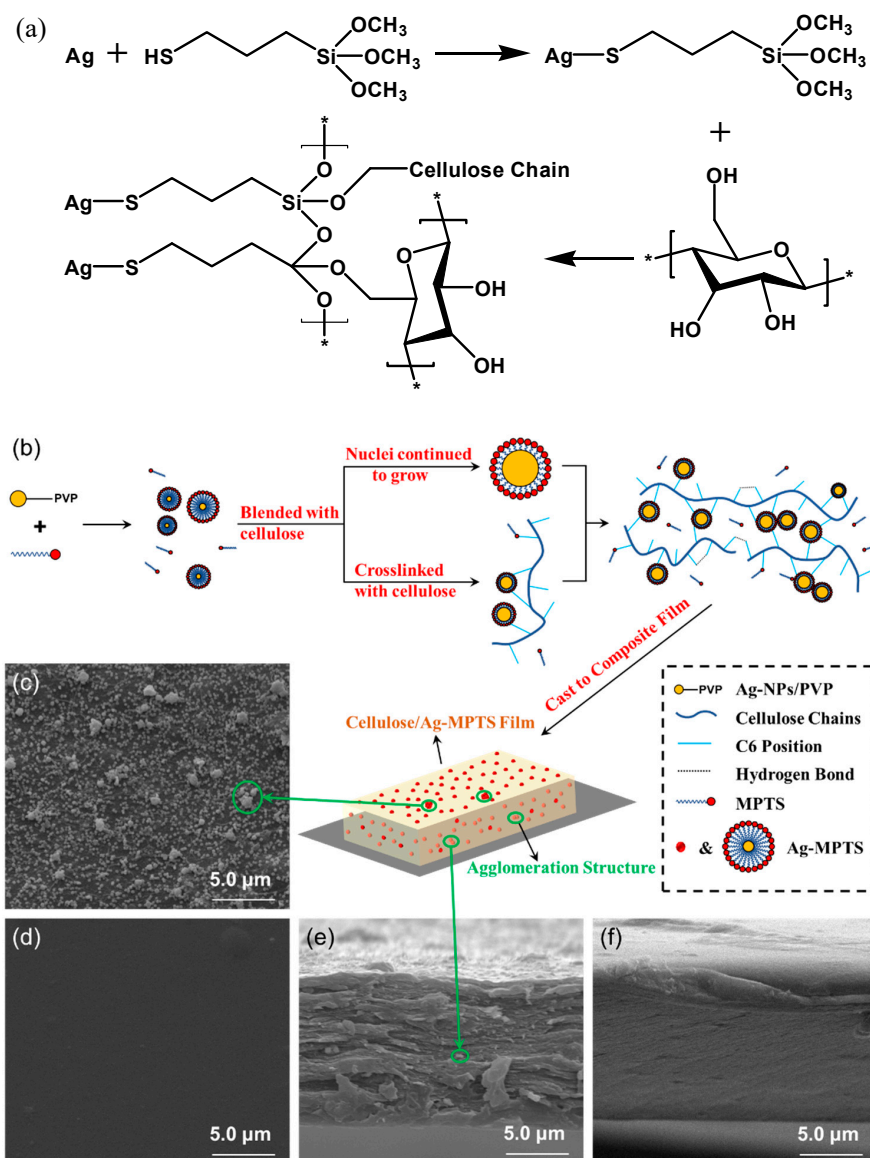 (a)
Ag + HS Si OCH3 OCH3 OCH3
Ag S Si OCH3 OCH3 OCH3
+
* O O Cellulose Chain
Ag S Si O
O
Ag S O O OH
O OH
* *
OH
* O *
HO OH
(b)
PVP
+
Blended with
cellulose
Nuclei continued
to grow
Crosslinked
with cellulose
Cast to Composite Film
(c)
5.0 μm
Cellulose/Ag-MPTS Film
Agglomeration Structure
PVP Ag-NPs/PVP
Cellulose Chains
C6 Position
Hydrogen Bond
MPTS
& Ag-MPTS
(d)
5.0 μm
(e)
5.0 μm
(f)
5.0 μm